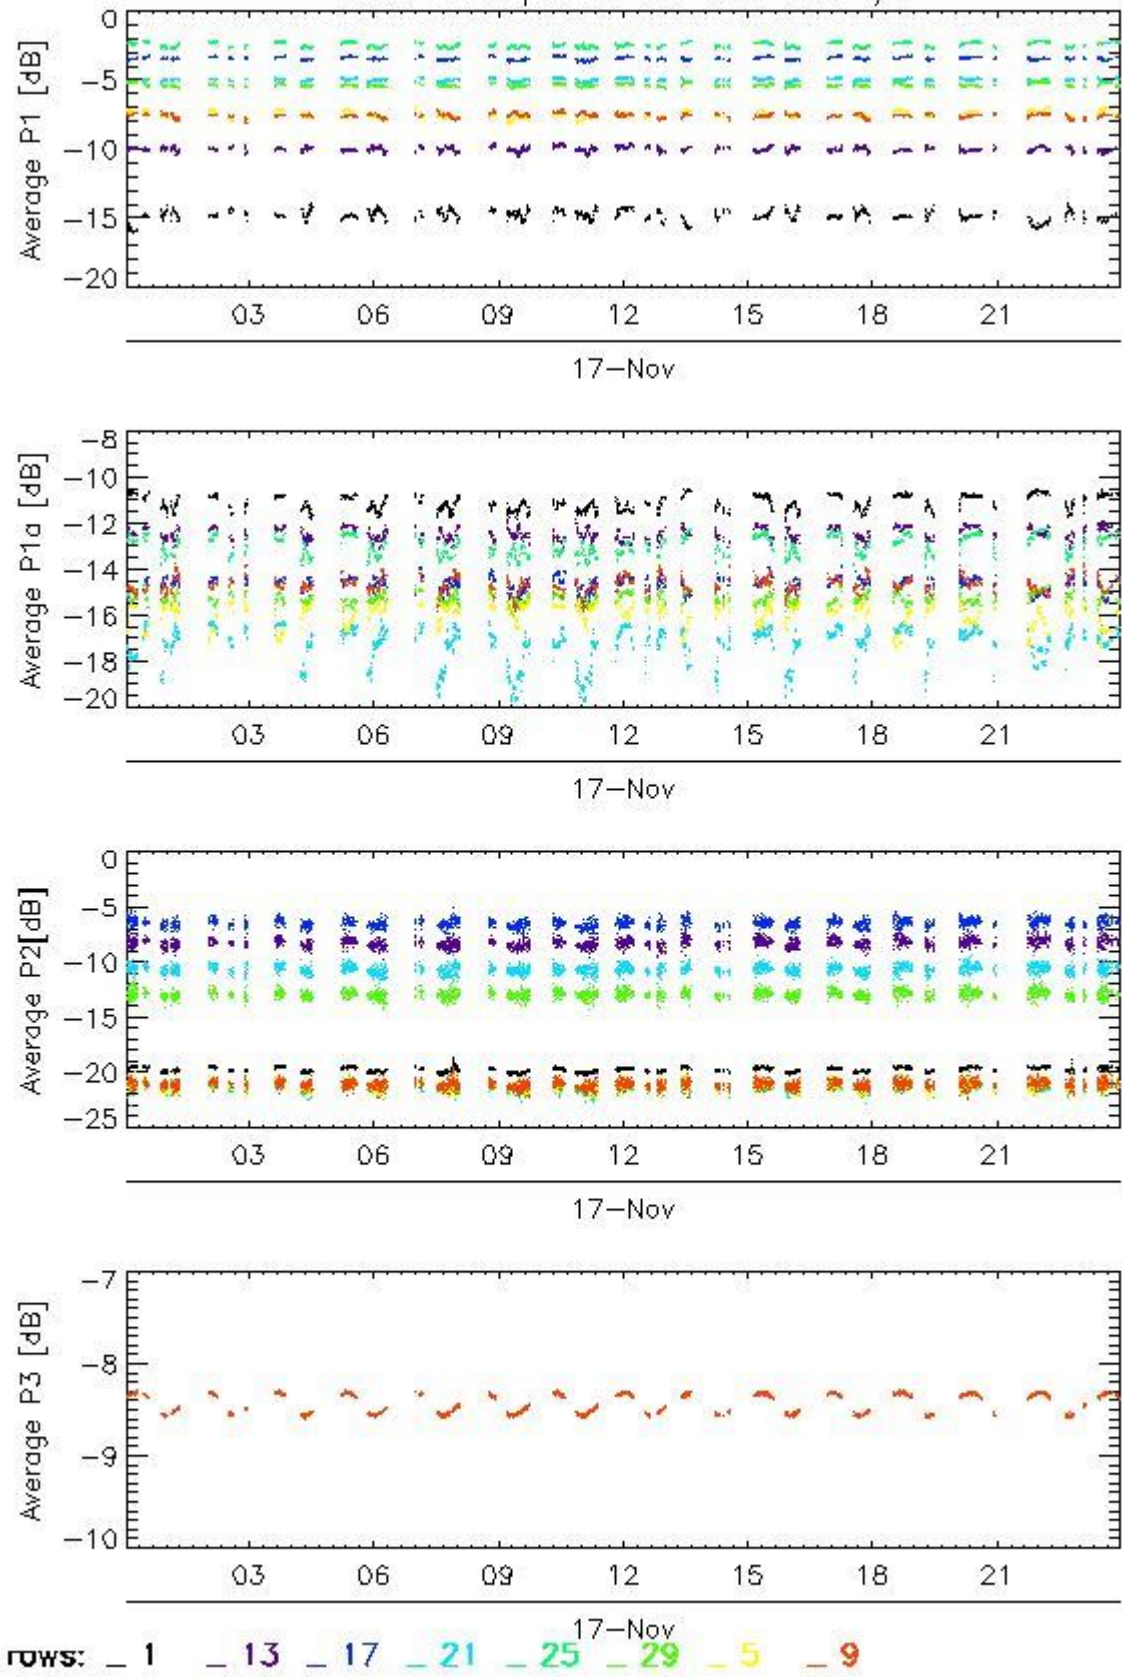 0
-5
-10
-15
-20
Average P1 [dB]
03 06 09 12 15 18 21
17-Nov
-8
-10
-12
-14
-16
-18
-20
Average P1a [dB]
03 06 09 12 15 18 21
17-Nov
0
-5
-10
-15
-20
-25
Average P2[dB]
03 06 09 12 15 18 21
17-Nov
-7
-8
-9
-10
Average P3 [dB]
03 06 09 12 15 18 21
17-Nov
rows: _ 1 _ 13 _ 17 _ 21 _ 25 _ 29 _ 5 _ 9